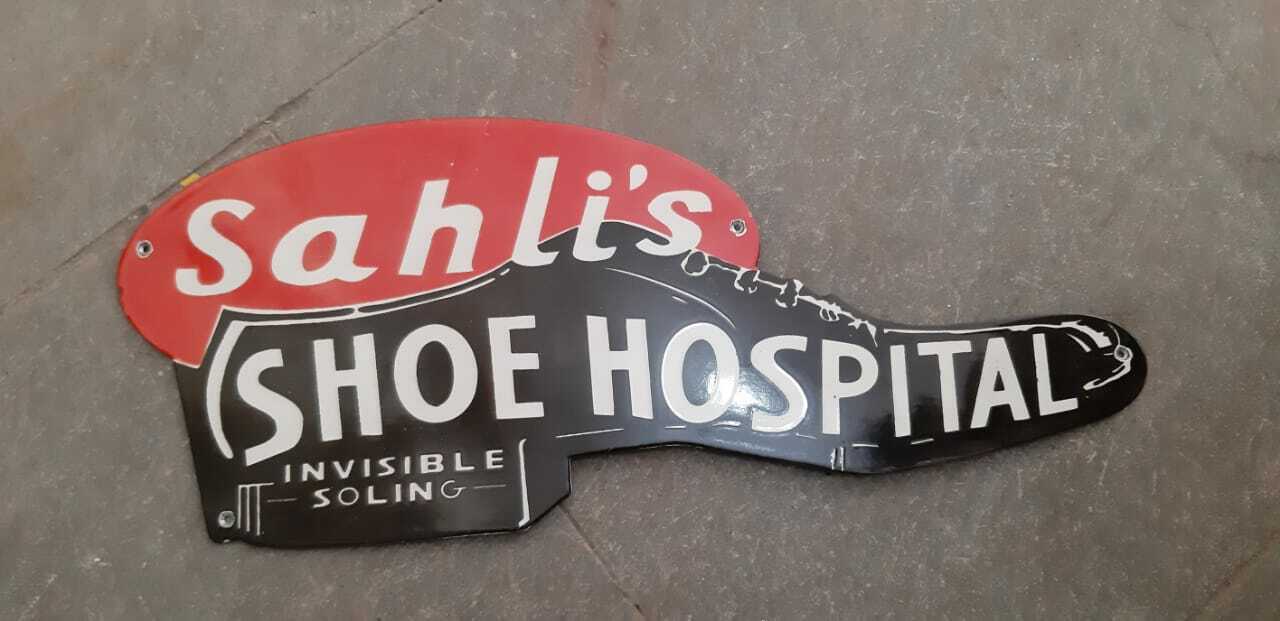 Sahli's
SHOE HOSPITAL
INVISIBLE
SOLING